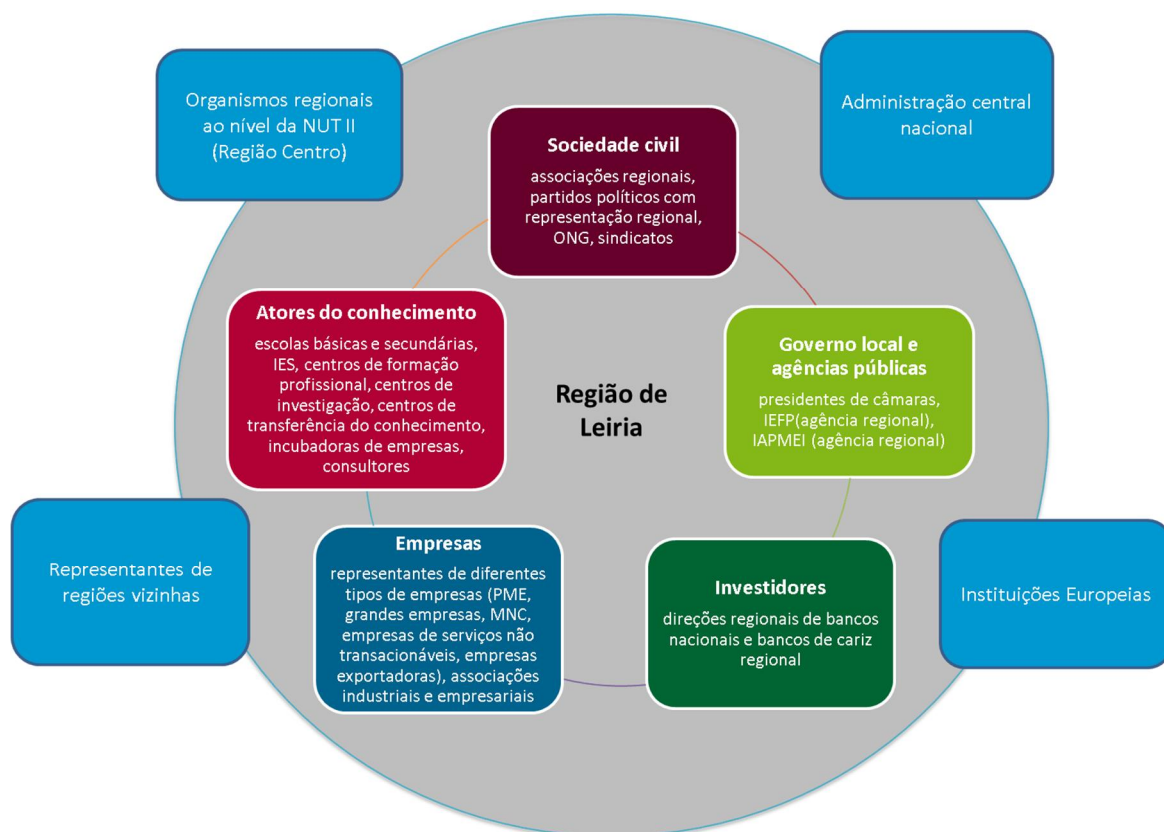 Organismos regionais
ao nível da NUT II
(Região Centro)
Administração central
nacional
Sociedade civil
associações regionais,
partidos políticos com
representação regional,
ONG, sindicatos
Atores do conhecimento
escolas básicas e secundárias,
IES, centros de formação
profissional, centros de
investigação, centros de
transferência do conhecimento,
incubadoras de empresas,
consultores
Região de
Leiria
Governo local e
agências públicas
presidentes de câmaras,
IEFP(agência regional),
IAPMEI (agência regional)
Representantes de
regiões vizinhas
Empresas
representantes de diferentes
tipos de empresas (PME,
grandes empresas, MNC,
empresas de serviços não
transacionáveis, empresas
exportadoras), associações
industriais e empresariais
Investidores
direções regionais de bancos
nacionais e bancos de cariz
regional
Instituições Europeias